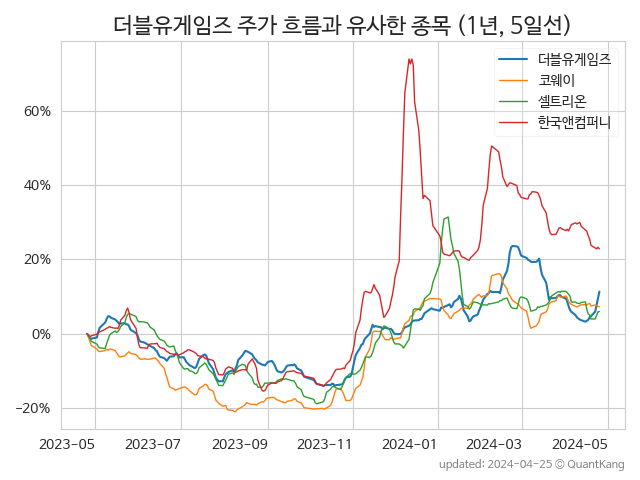 더블유게임즈 주가 흐름과 유사한 종목 (1년, 5일선)
더블유게임즈
코웨이
셀트리온
한국앤컴퍼니
60%
40%
20%
0%
−20%
2023-05 2023-07 2023-09 2023-11 2024-01 2024-03 2024-05
updated: 2024-04-25 © QuantKang